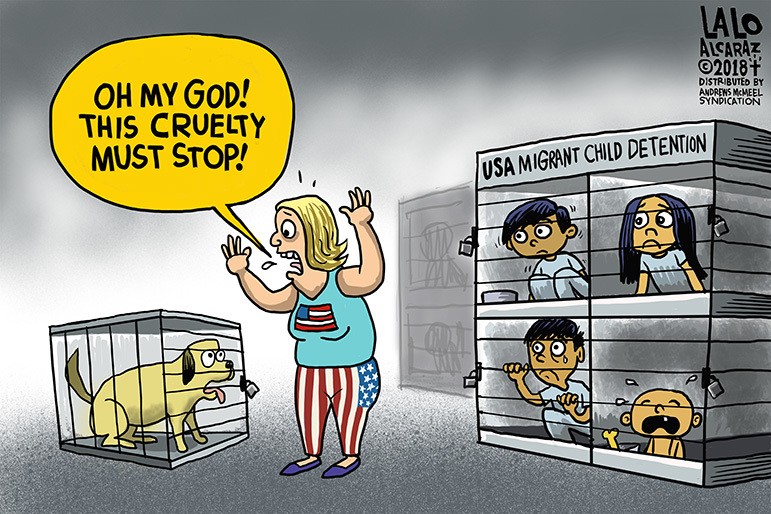 OH MY GOD!
THIS CRUELTY
MUST STOP!
LALO
ALCARAZ
©2018
DISTRIBUTED BY
ANDREWS McMEEL
SYNDICATION
USA MIGRANT CHILD DETENTION